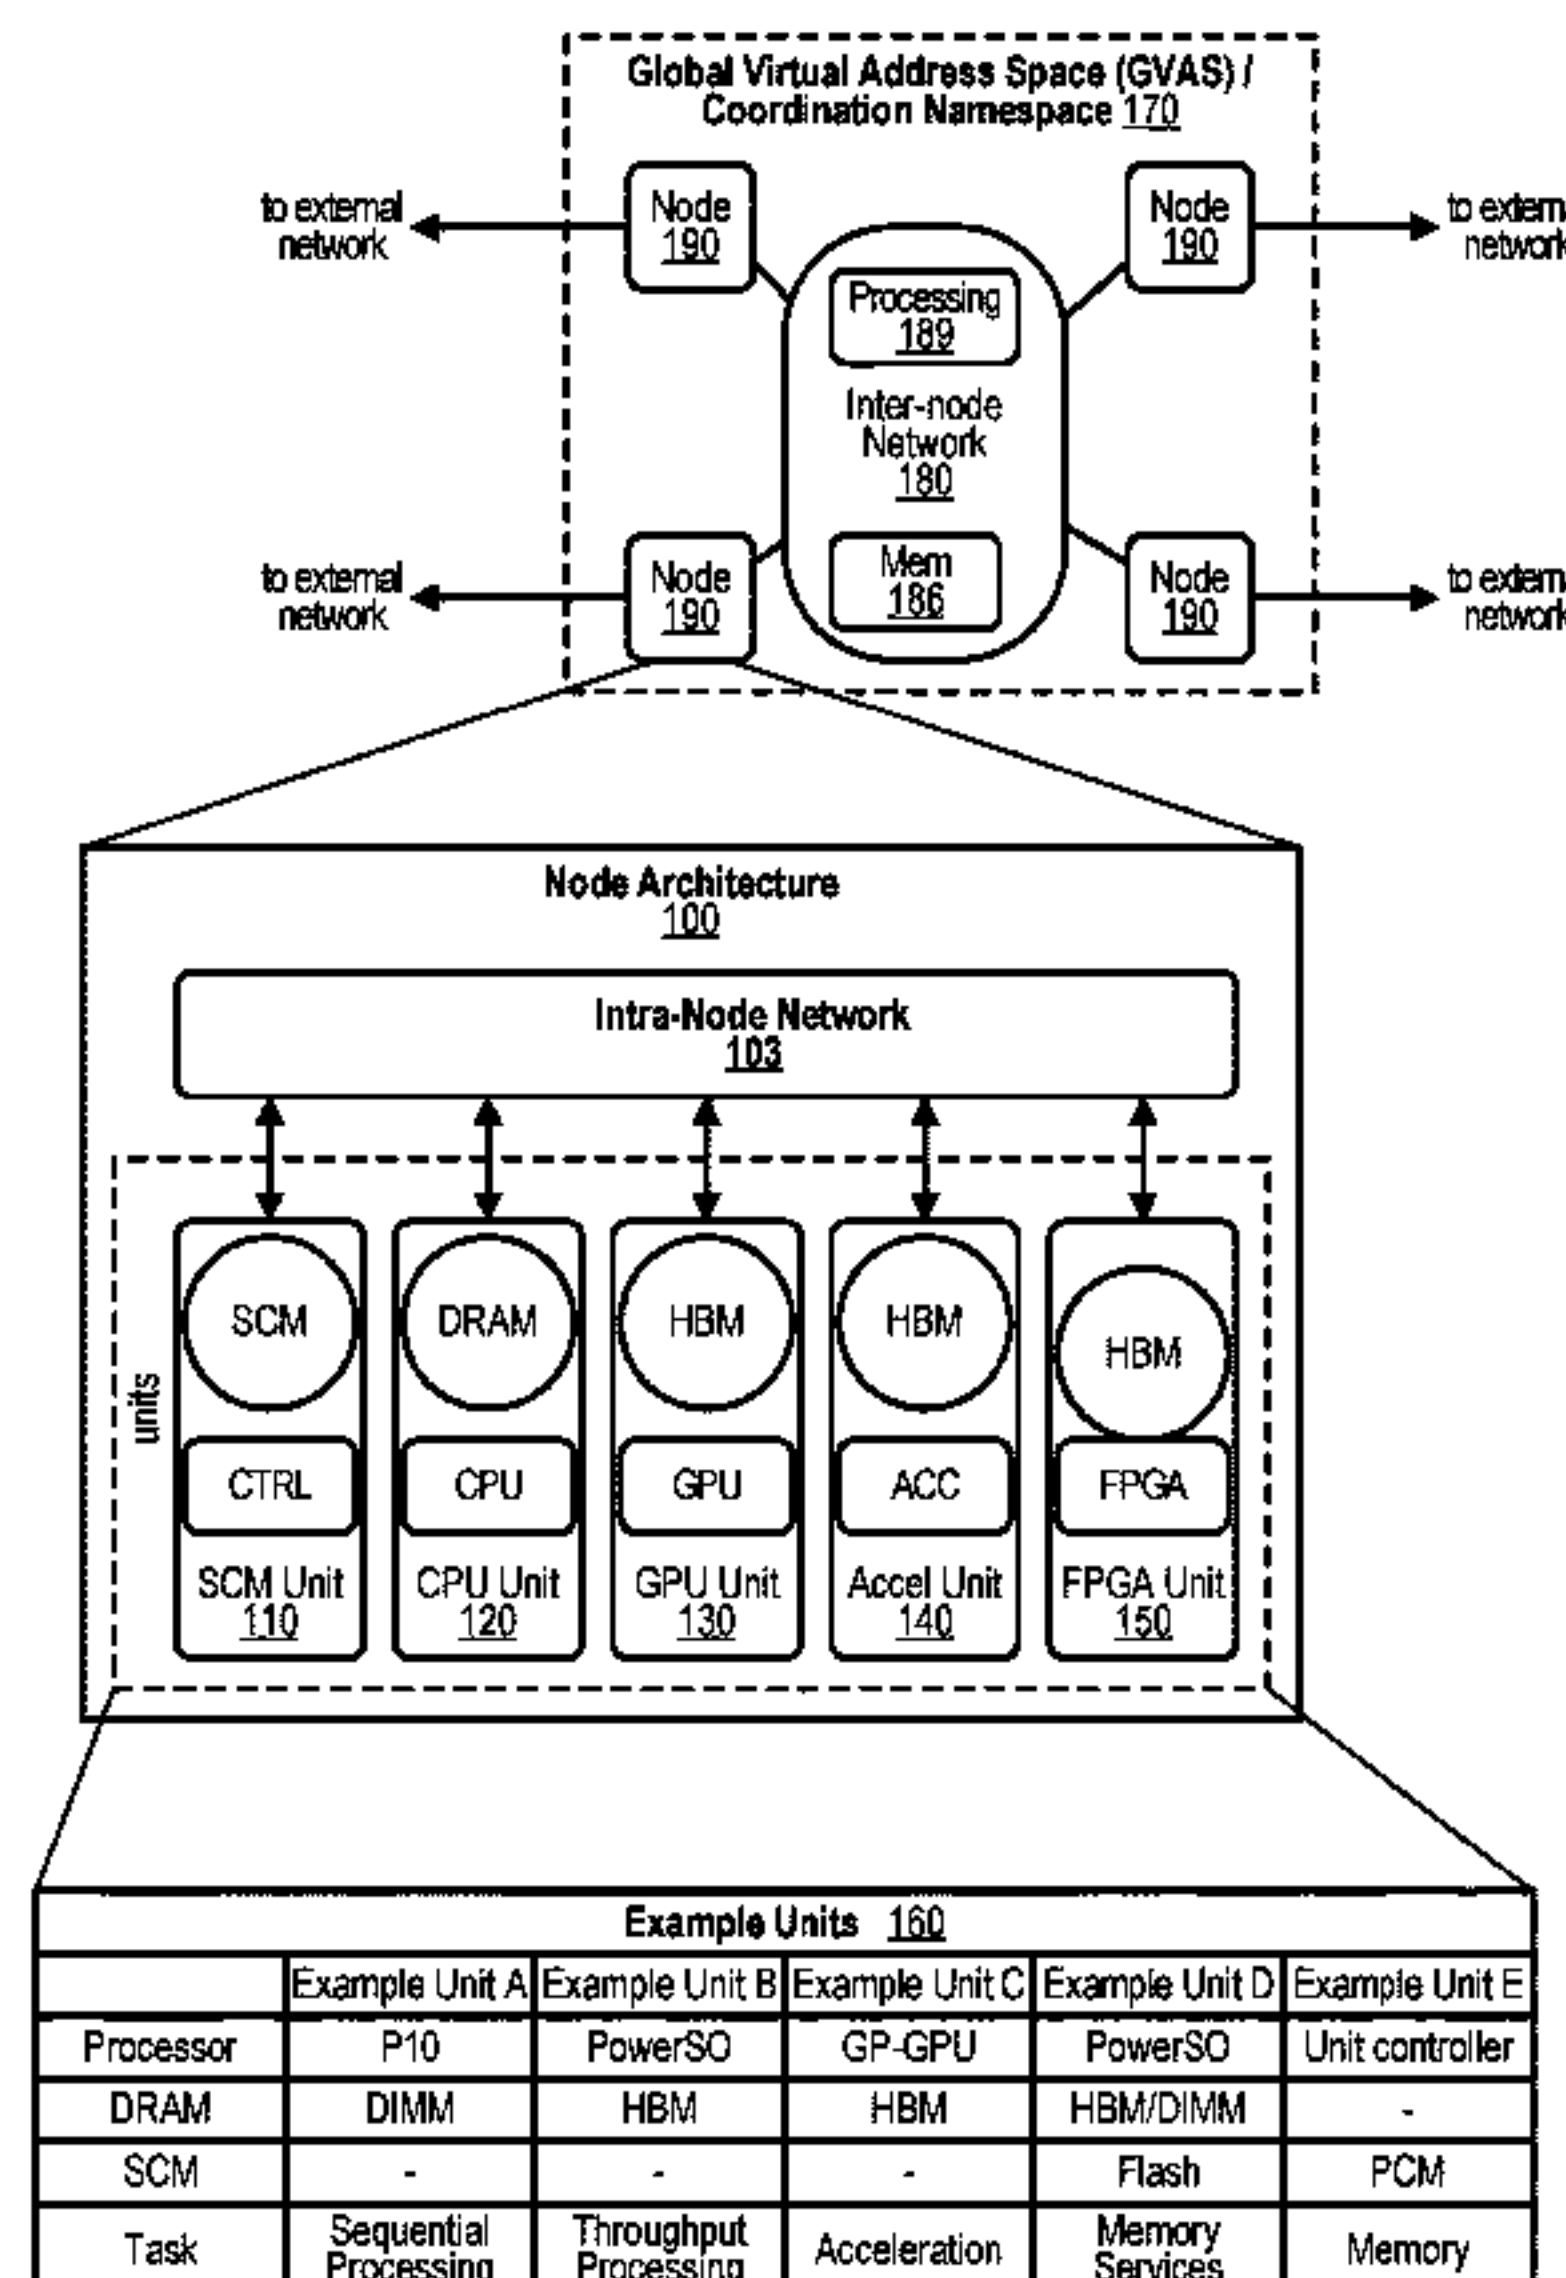 Global Virtual Address Space (GVAS) /
Coordination Namespace 170
to external
network
Node
190
Node
190
network
Processing
189
Inter-node
Network
180
Mem
186
to external
network
Node
190
Node
190
network
Node Architecture
100
Intra-Node Network
103
units
SCM
DRAM
HBM
HBM
HBM
CTRL
CPU
GPU
ACC
FPGA
SCM Unit
110
CPU Unit
120
GPU Unit
130
Accel Unit
140
FPGA Unit
150
Example Units 160
Example Unit A Example Unit B Example Unit C Example Unit D Example Unit E
Processor P10 PowerSO GP-GPU PowerSO Unit controller
DRAM DIMM HBM HBM HBM/DIMM -
SCM - - - Flash PCM
Task Sequential Processing Throughput Processing Acceleration Memory Services Memory